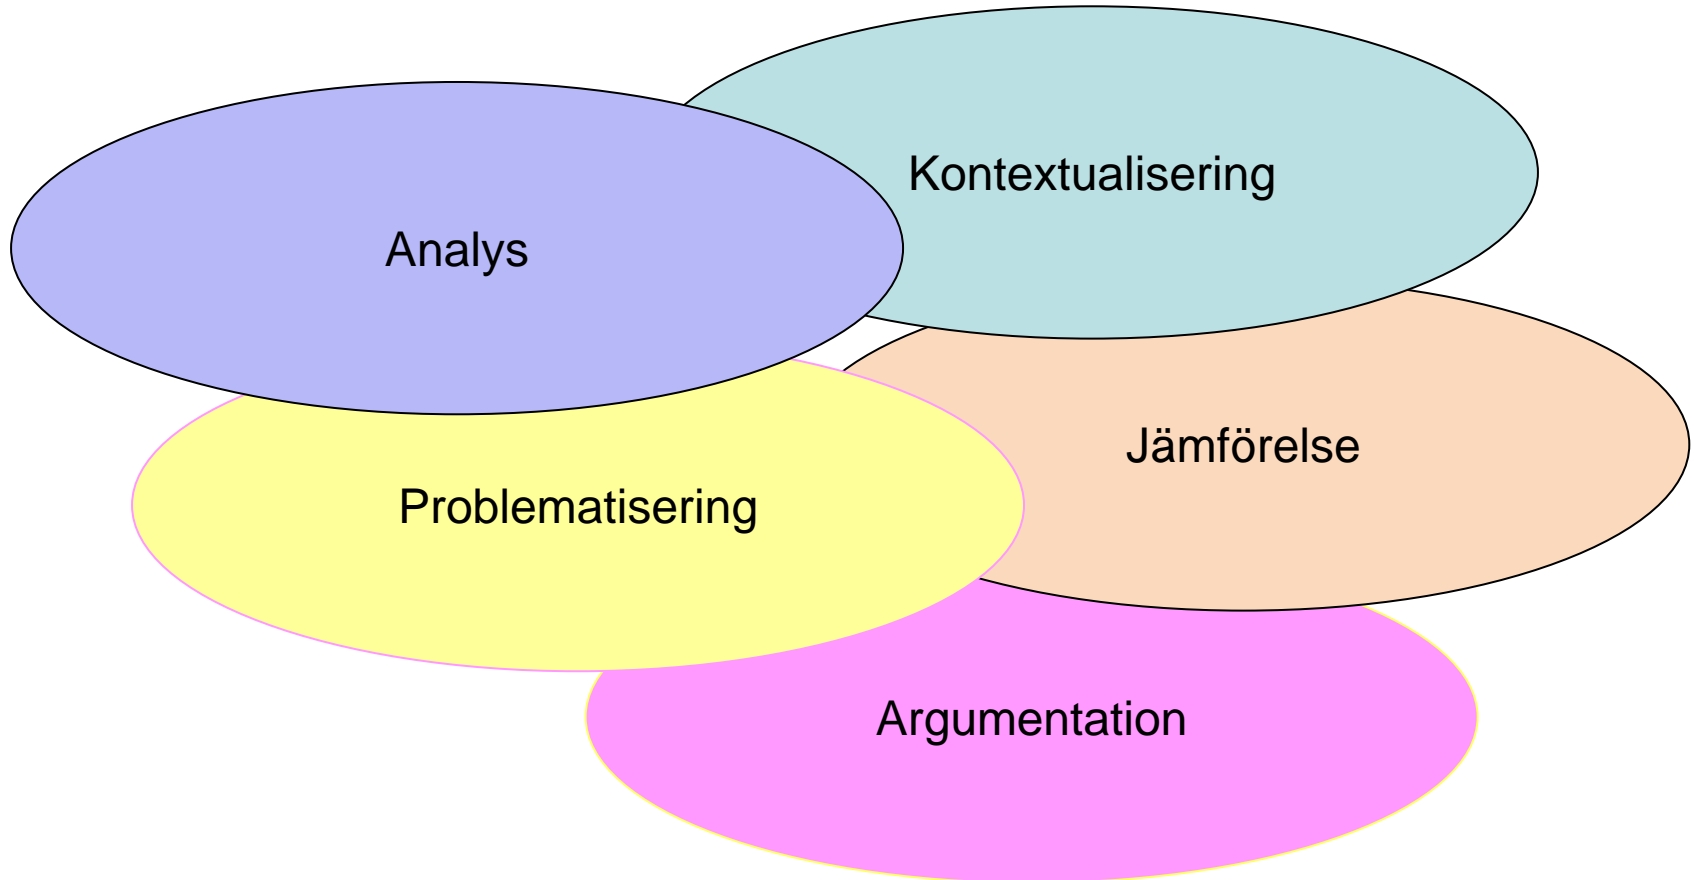 Kontextualisering
Analys
Jämförelse
Problematisering
Argumentation